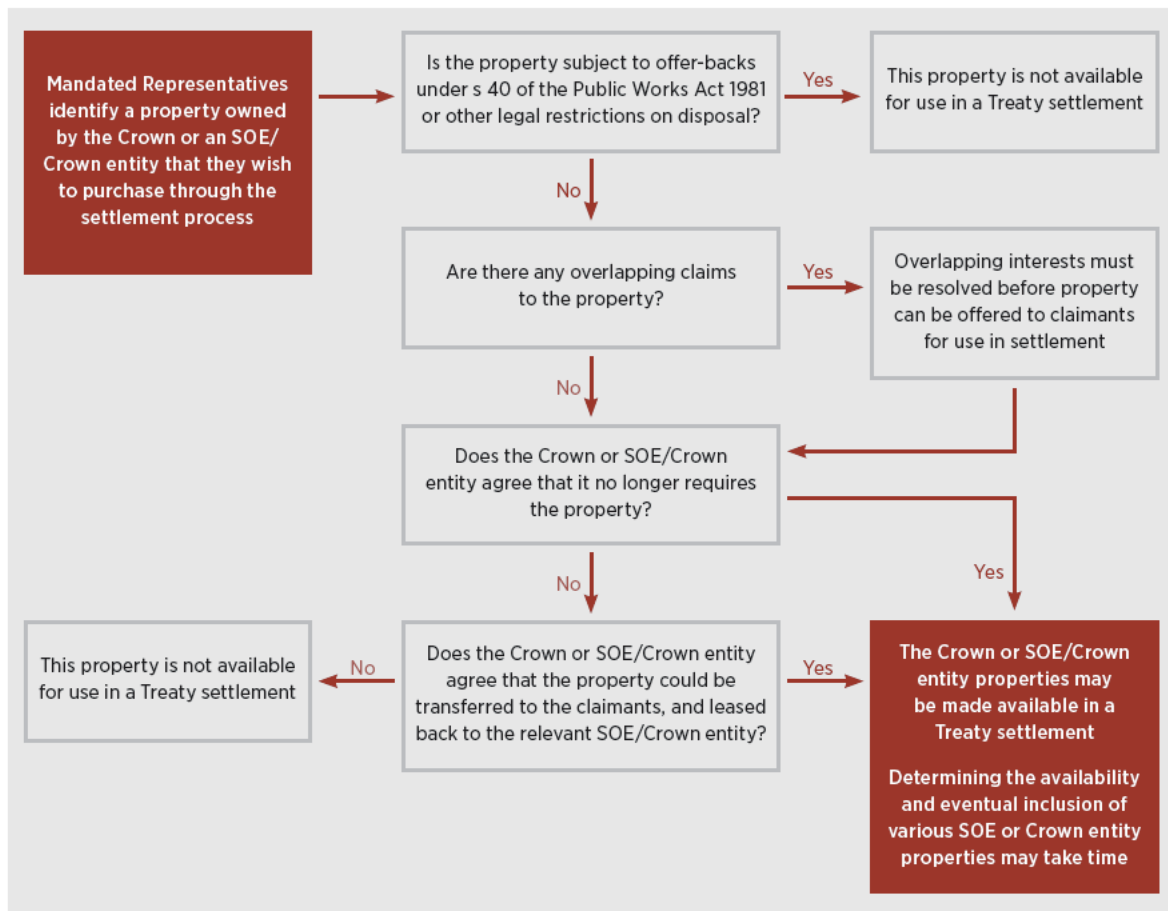 Mandated Representatives
identify a property owned
by the Crown or an SOE/
Crown entity that they wish
to purchase through the
settlement process
Is the property subject to offer-backs
under s 40 of the Public Works Act 1981
or other legal restrictions on disposal?
Yes
This property is not available
for use in a Treaty settlement
No
Are there any overlapping claims
to the property?
Yes
Overlapping interests must
be resolved before property
can be offered to claimants
for use in settlement
No
Does the Crown or SOE/Crown
entity agree that it no longer requires
the property?
Yes
No
This property is not available
for use in a Treaty settlement
No
Does the Crown or SOE/Crown entity
agree that the property could be
transferred to the claimants, and leased
back to the relevant SOE/Crown entity?
Yes
The Crown or SOE/Crown
entity properties may
be made available in a
Treaty settlement
Determining the availability
and eventual inclusion of
various SOE or Crown entity
properties may take time